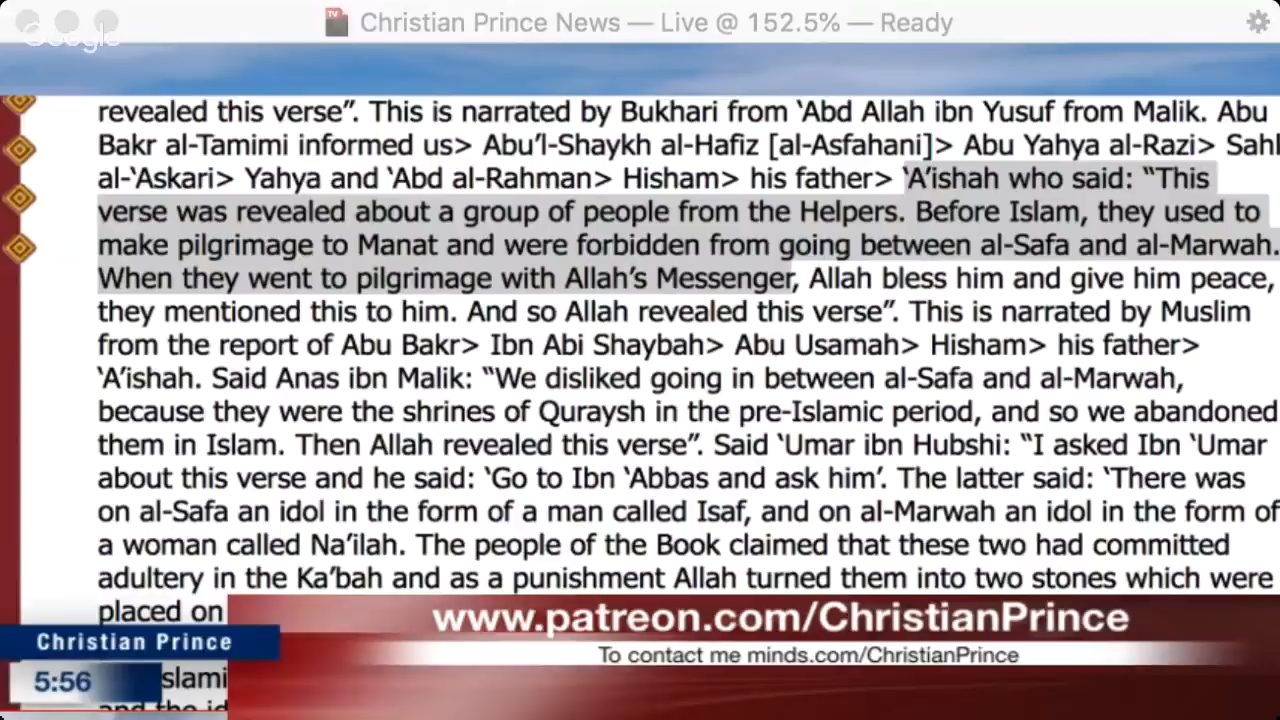 Christian Prince News — Live @ 152.5% — Ready
Google
revealed this verse”. This is narrated by Bukhari from ‘Abd Allah ibn Yusuf from Malik. Abu
Bakr al-Tamimi informed us> Abu’l-Shaykh al-Hafiz [al-Asfahani]> Abu Yahya al-Razi> Sahl
al-‘Askari> Yahya and ‘Abd al-Rahman> Hisham> his father> ‘A’ishah who said: “This
verse was revealed about a group of people from the Helpers. Before Islam, they used to
make pilgrimage to Manat and were forbidden from going between al-Safa and al-Marwah.
When they went to pilgrimage with Allah’s Messenger, Allah bless him and give him peace,
they mentioned this to him. And so Allah revealed this verse”. This is narrated by Muslim
from the report of Abu Bakr> Ibn Abi Shaybah> Abu Usamah> Hisham> his father>
‘A’ishah. Said Anas ibn Malik: “We disliked going in between al-Safa and al-Marwah,
because they were the shrines of Quraysh in the pre-Islamic period, and so we abandoned
them in Islam. Then Allah revealed this verse”. Said ‘Umar ibn Hubshi: “I asked Ibn ‘Umar
about this verse and he said: ‘Go to Ibn ‘Abbas and ask him’. The latter said: ‘There was
on al-Safa an idol in the form of a man called Isaf, and on al-Marwah an idol in the form of
a woman called Na’ilah. The people of the Book claimed that these two had committed
adultery in the Ka’bah and as a punishment Allah turned them into two stones which were
placed on
www.patreon.com/ChristianPrince
Christian Prince
To contact me minds.com/ChristianPrince
5:56
slami